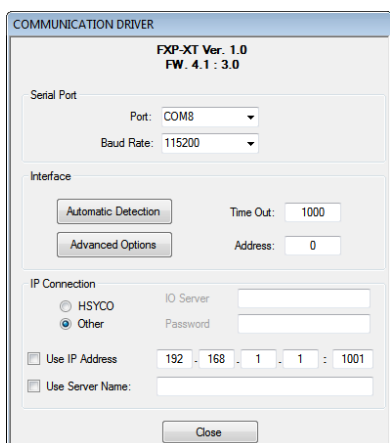 COMMUNICATION DRIVER
FXP-XT Ver. 1.0
FW. 4.1 : 3.0
Serial Port
Port: COM8
Baud Rate: 115200
Interface
Automatic Detection Time Out: 1000
Advanced Options Address: 0
IP Connection
HSYCO IO Server
Other Password
Use IP Address 192 . 168 . 1 . 1 : 1001
Use Server Name:
Close